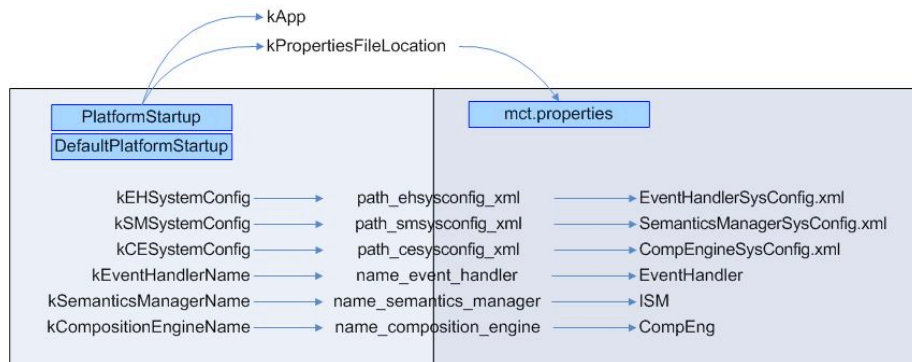 kApp
kPropertiesFileLocation
PlatformStartup
mct.properties
DefaultPlatformStartup
kEHSystemConfig path_ehsysconfig_xml EventHandlerSysConfig.xml
kSMSystemConfig path_smsysconfig_xml SemanticsManagerSysConfig.xml
kCESystemConfig path_cesysconfig_xml CompEngineSysConfig.xml
kEventHandlerName name_event_handler EventHandler
kSemanticsManagerName name_semantics_manager ISM
kCompositionEngineName name_composition_engine CompEng